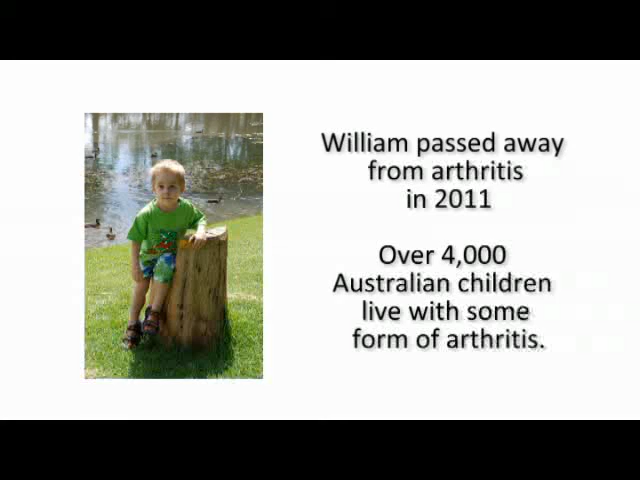 William passed away
from arthritis
in 2011
Over 4,000
Australian children
live with some
form of arthritis.